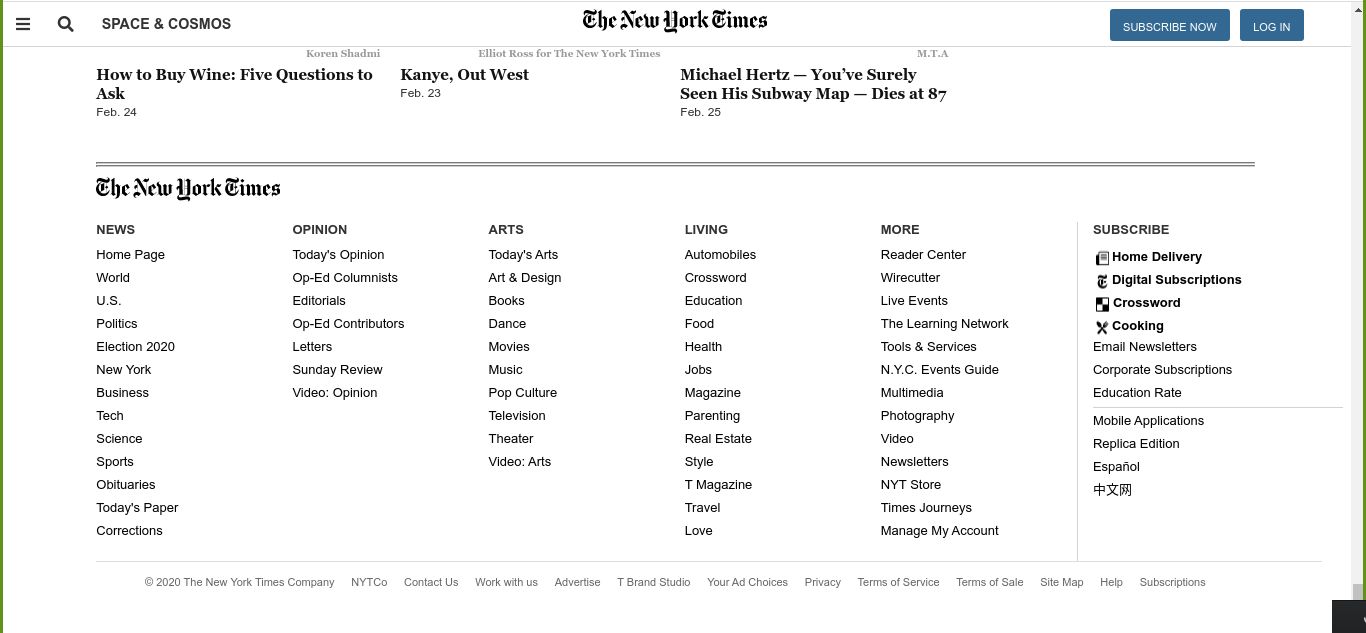 SPACE & COSMOS
The New York Times
SUBSCRIBE NOW
LOG IN
Koren Shadmi
Elliot Ross for The New York Times
M.T.A
How to Buy Wine: Five Questions to
Ask
Feb. 24
Kanye, Out West
Feb. 23
Michael Hertz — You've Surely
Seen His Subway Map — Dies at 87
Feb. 25
The New York Times
NEWS
Home Page
World
U.S.
Politics
Election 2020
New York
Business
Tech
Science
Sports
Obituaries
Today's Paper
Corrections
OPINION
Today's Opinion
Op-Ed Columnists
Editorials
Op-Ed Contributors
Letters
Sunday Review
Video: Opinion
ARTS
Today's Arts
Art & Design
Books
Dance
Movies
Music
Pop Culture
Television
Theater
Video: Arts
LIVING
Automobiles
Crossword
Education
Food
Health
Jobs
Magazine
Parenting
Real Estate
Style
T Magazine
Travel
Love
MORE
Reader Center
Wirecutter
Live Events
The Learning Network
Tools & Services
N.Y.C. Events Guide
Multimedia
Photography
Video
Newsletters
NYT Store
Times Journeys
Manage My Account
SUBSCRIBE
Home Delivery
Digital Subscriptions
Crossword
Cooking
Email Newsletters
Corporate Subscriptions
Education Rate
Mobile Applications
Replica Edition
Español
中文网
© 2020 The New York Times Company NYTCo Contact Us Work with us Advertise T Brand Studio Your Ad Choices Privacy Terms of Service Terms of Sale Site Map Help Subscriptions